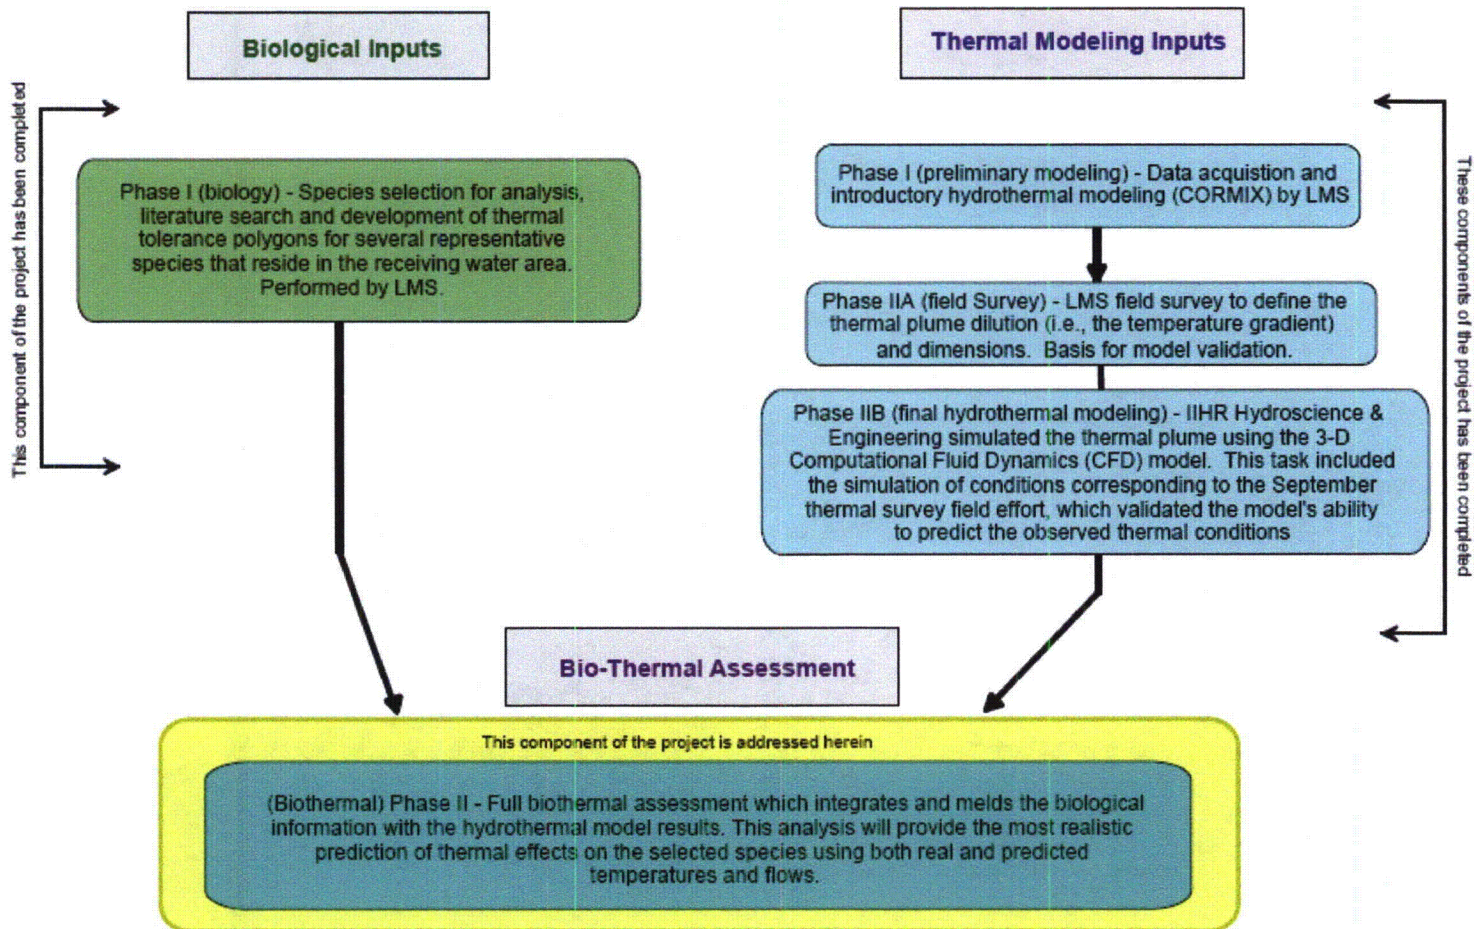 Biological Inputs
Thermal Modeling Inputs
This component of the project has been completed
Phase I (biology) - Species selection for analysis,
literature search and development of thermal
tolerance polygons for several representative
species that reside in the receiving water area.
Performed by LMS.
Phase I (preliminary modeling) - Data acquistion and
introductory hydrothermal modeling (CORMIX) by LMS
Phase IIA (field Survey) - LMS field survey to define the
thermal plume dilution (i.e., the temperature gradient)
and dimensions. Basis for model validation.
Phase IIB (final hydrothermal modeling) - IIHR Hydroscience &
Engineering simulated the thermal plume using the 3-D
Computational Fluid Dynamics (CFD) model. This task included
the simulation of conditions corresponding to the September
thermal survey field effort, which validated the model's ability
to predict the observed thermal conditions
These components of the project has been completed
Bio-Thermal Assessment
This component of the project is addressed herein
(Biothermal) Phase II - Full biothermal assessment which integrates and melds the biological
information with the hydrothermal model results. This analysis will provide the most realistic
prediction of thermal effects on the selected species using both real and predicted
temperatures and flows.